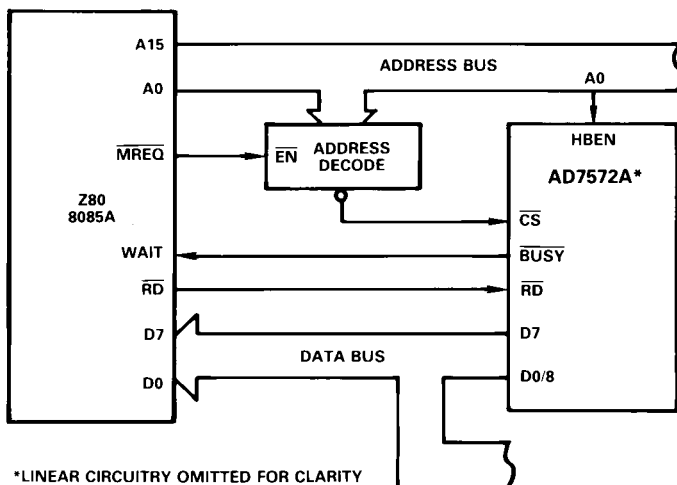 A15
ADDRESS BUS
A0
A0
HBEN
MREQ
EN
ADDRESS
DECODE
AD7572A*
Z80
8085A
CS
WAIT
BUSY
RD
RD
D7
D7
DATA BUS
D0
D0/8
*LINEAR CIRCUITRY OMITTED FOR CLARITY